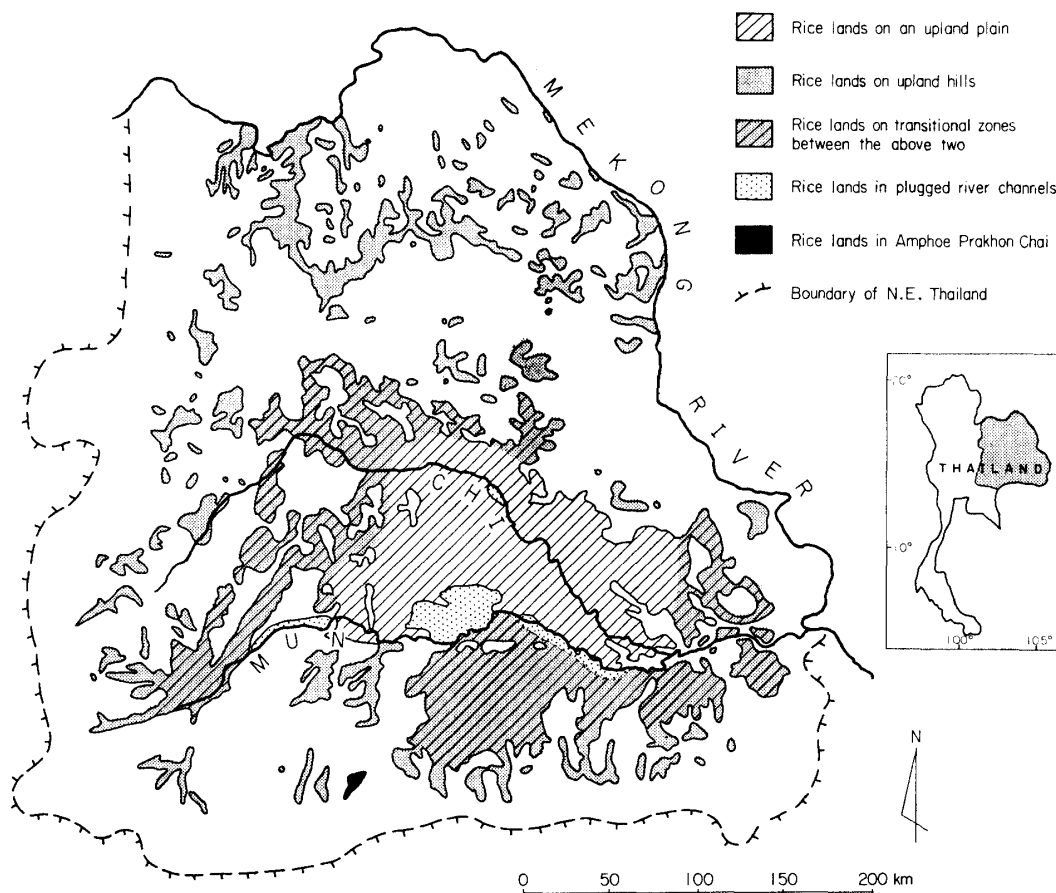 Rice lands on an upland plain
Rice lands on upland hills
Rice lands on transitional zones
between the above two
Rice lands in plugged river channels
Rice lands in Amphoe Prakhon Chai
Boundary of N.E. Thailand
MEKONG
RIVER
CHI
MUN
THAILAND
100°
105°
N
0 50 100 150 200 km